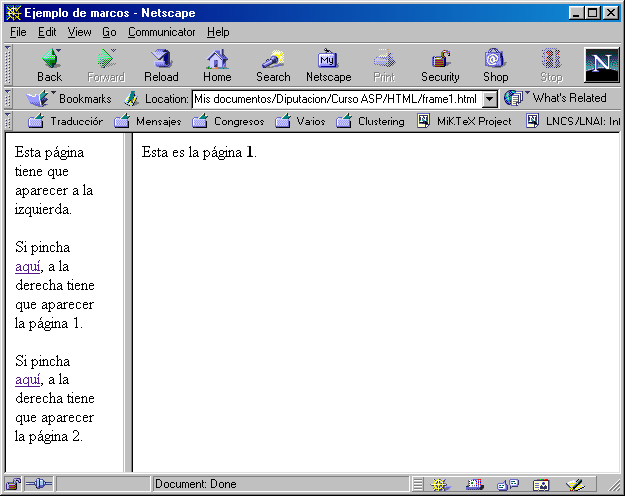 Ejemplo de marcos - Netscape
File Edit View Go Communicator Help
Back Forward Reload Home Search Netscape Print Security Shop Stop
My
N
Bookmarks Location: Mis documentos/Diputacion/Curso ASP/HTML/frame1.html What's Related
Traducción Mensajes Congresos Varios Clustering MiKTeX Project LNCS/LNAI: Inf
Esta página
tiene que
aparecer a la
izquierda.
Si pincha
aquí, a la
derecha tiene
que aparecer
la página 1.
Si pincha
aquí, a la
derecha tiene
que aparecer
la página 2.
Esta es la página 1.
Document: Done